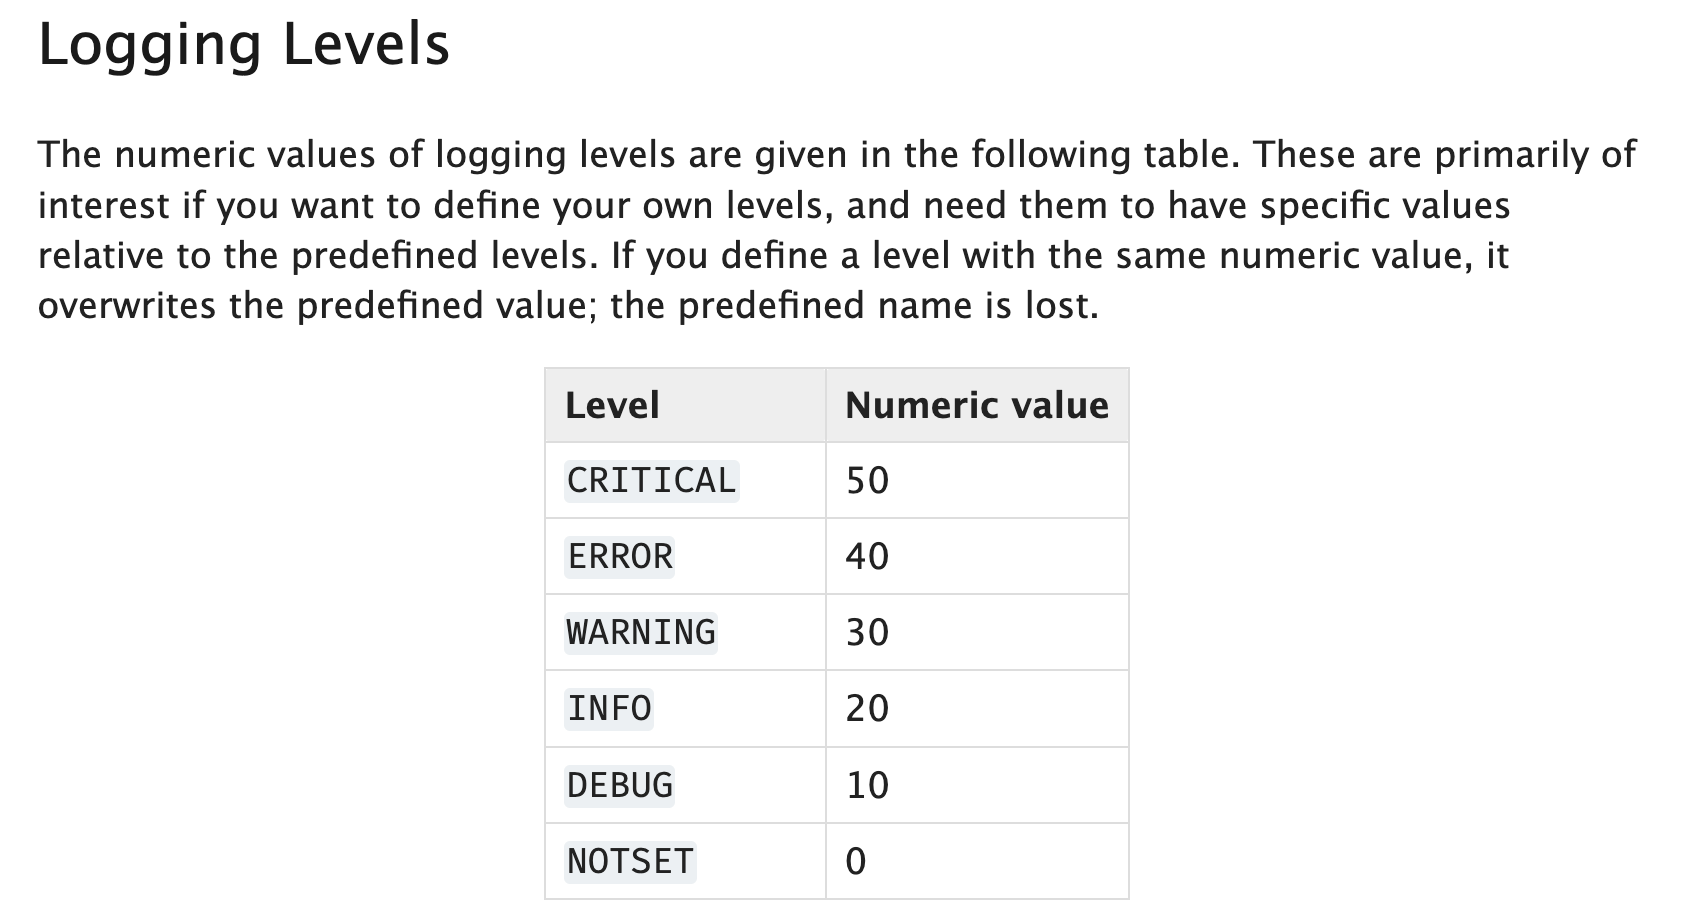 Logging Levels
The numeric values of logging levels are given in the following table. These are primarily of
interest if you want to define your own levels, and need them to have specific values
relative to the predefined levels. If you define a level with the same numeric value, it
overwrites the predefined value; the predefined name is lost.
Level Numeric value
CRITICAL 50
ERROR 40
WARNING 30
INFO 20
DEBUG 10
NOTSET 0